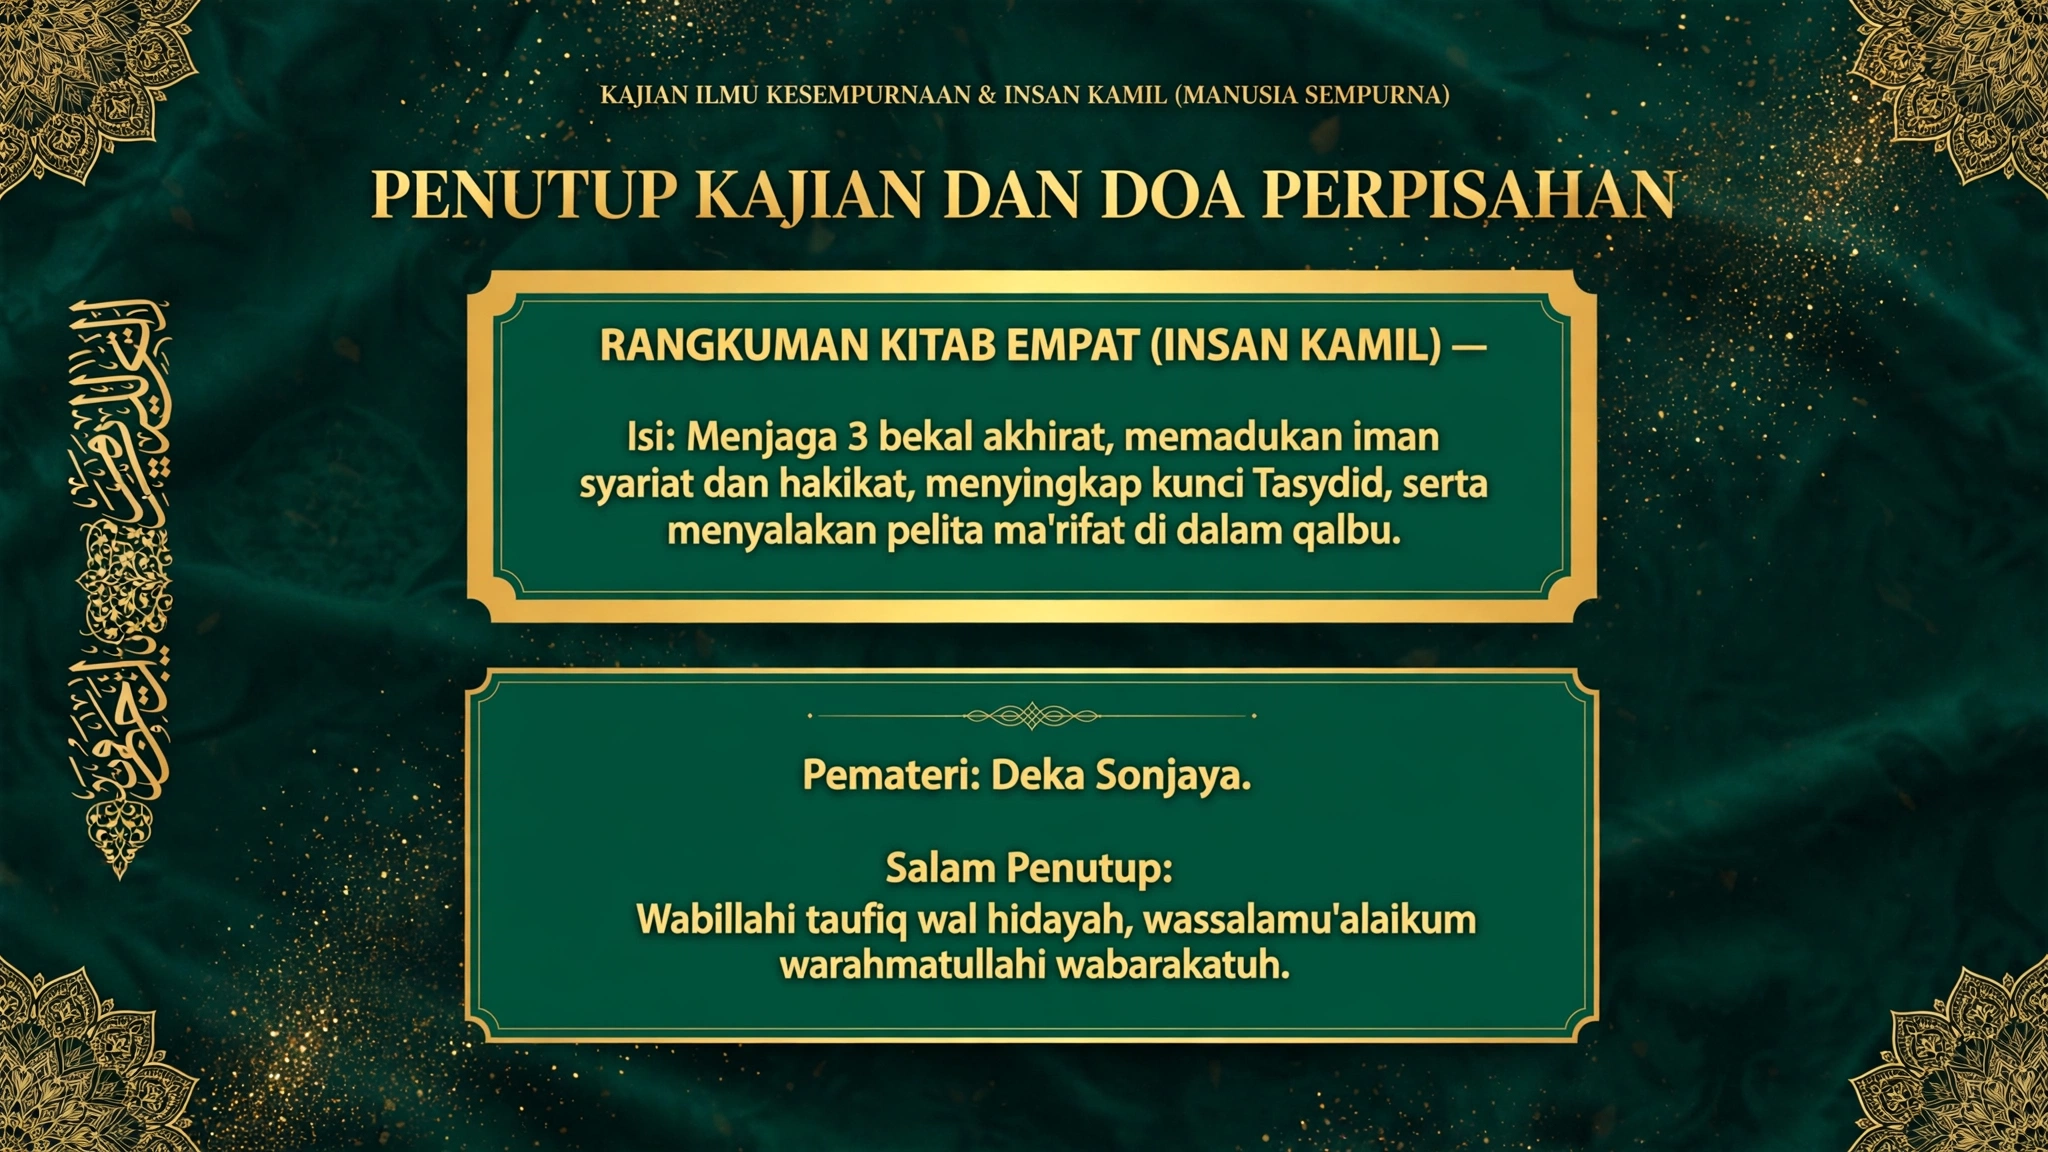 KAJIAN ILMU KESEMPURNAAN & INSAN KAMIL (MANUSIA SEMPURNA)
PENUTUP KAJIAN DAN DOA PERPISAHAN
RANGKUMAN KITAB EMPAT (INSAN KAMIL) —
Isi: Menjaga 3 bekal akhirat, memadukan iman
syariat dan hakikat, menyingkap kunci Tasydid, serta
menyalakan pelita ma'rifat di dalam qalbu.
Pemateri: Deka Sonjaya.
Salam Penutup:
Wabillahi taufiq wal hidayah, wassalamu'alaikum
warahmatullahi wabarakatuh.